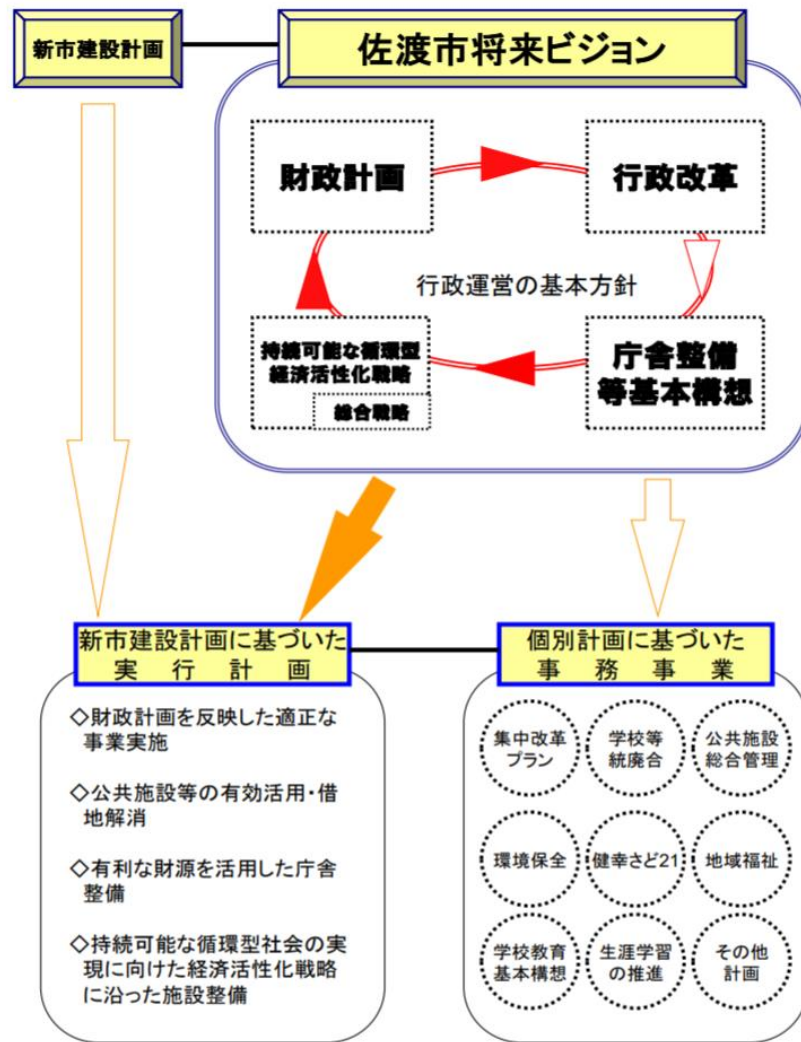 新市建設計画
佐渡市将来ビジョン
財政計画
行政改革
行政運営の基本方針
持続可能な循環型
経済活性化戦略
総合戦略
庁舎整備
等基本構想
新市建設計画に基づいた
実行計画
◇財政計画を反映した適正な
事業実施
◇公共施設等の有効活用・借
地解消
◇有利な財源を活用した庁舎
整備
◇持続可能な循環型社会の実
現に向けた経済活性化戦略
に沿った施設整備
個別計画に基づいた
事務事業
集中改革
プラン
学校等
統廃合
公共施設
総合管理
環境保全
健幸さど21
地域福祉
学校教育
基本構想
生涯学習
の推進
その他
計画